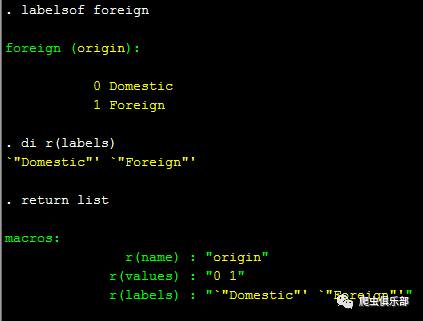 . labelsof foreign
foreign (origin):
0 Domestic
1 Foreign
. di r(labels)
`"Domestic"' `"Foreign"'
. return list
macros:
r(name) : "origin"
r(values) : "0 1"
r(labels) : "`"Domestic"' `"Foreign"'"
爬虫俱乐部